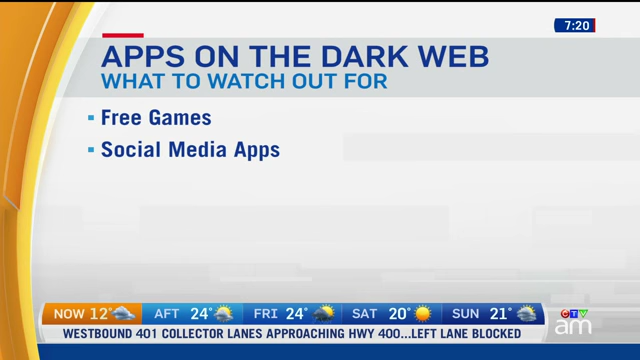 7:20
APPS ON THE DARK WEB
WHAT TO WATCH OUT FOR
Free Games
Social Media Apps
NOW 12° AFT 24° FRI 24° SAT 20° SUN 21°
CTV
am
WESTBOUND 401 COLLECTOR LANES APPROACHING HWY 400...LEFT LANE BLOCKED